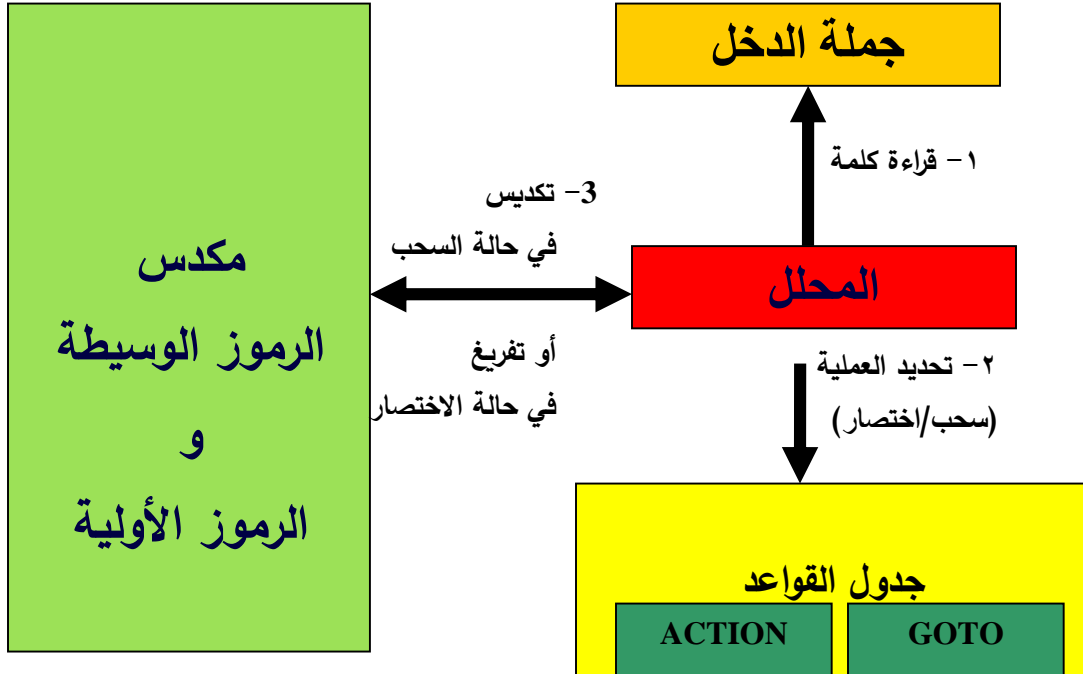 جملة الدخل
١- قراءة كلمة
3- تكديس
في حالة السحب
المحلل
أو تفريغ
في حالة الاختصار
مكدس
الرموز الوسيطة
و
الرموز الأولية
٢- تحديد العملية
(سحب/اختصار)
جدول القواعد
ACTION
GOTO